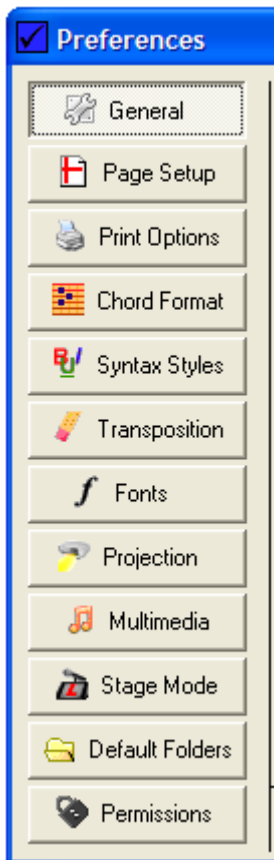 Preferences
General
Page Setup
Print Options
Chord Format
Syntax Styles
Transposition
Fonts
Projection
Multimedia
Stage Mode
Default Folders
Permissions